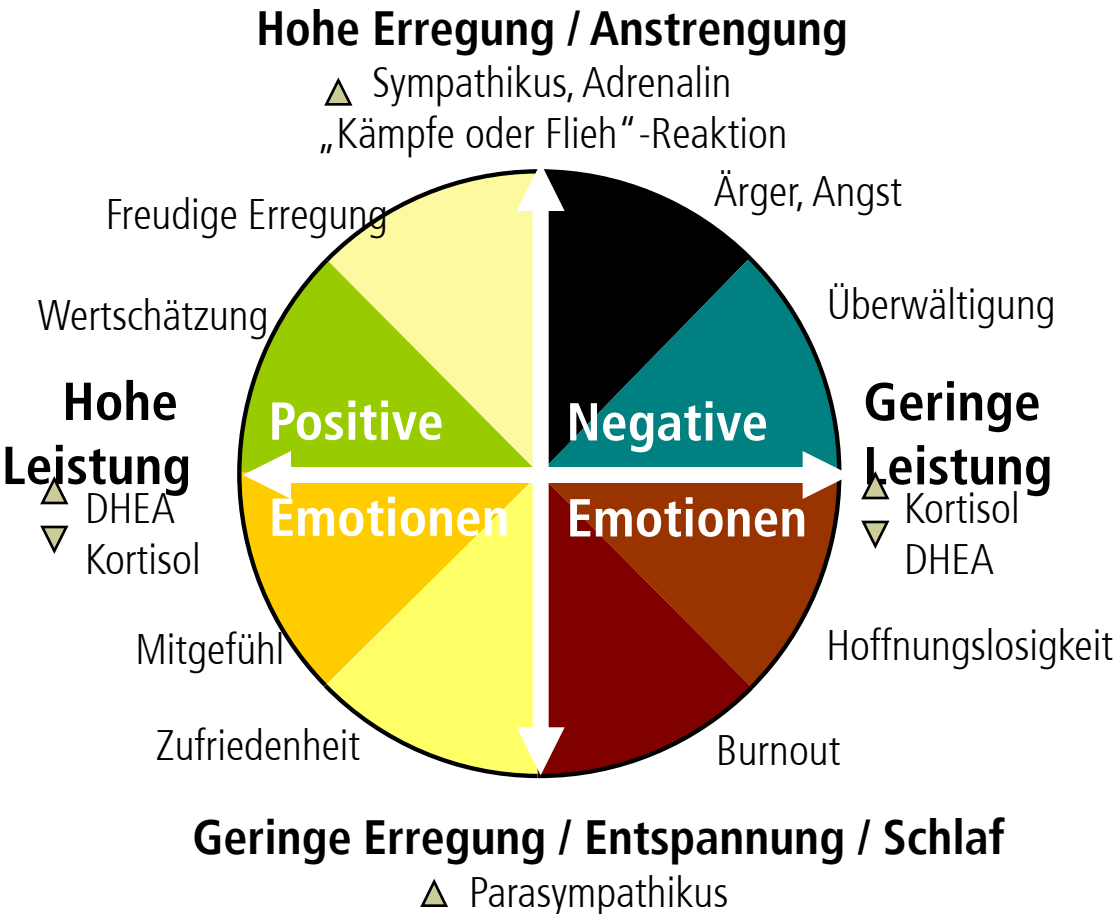 Hohe Erregung / Anstrengung
Sympathikus, Adrenalin
„Kämpfe oder Flieh“-Reaktion
Freudige Erregung
Ärger, Angst
Wertschätzung
Überwältigung
Hohe
Leistung
DHEA
Kortisol
Positive
Emotionen
Negative
Emotionen
Geringe
Leistung
Kortisol
DHEA
Mitgefühl
Hoffnungslosigkeit
Zufriedenheit
Burnout
Geringe Erregung / Entspannung / Schlaf
Parasympathikus